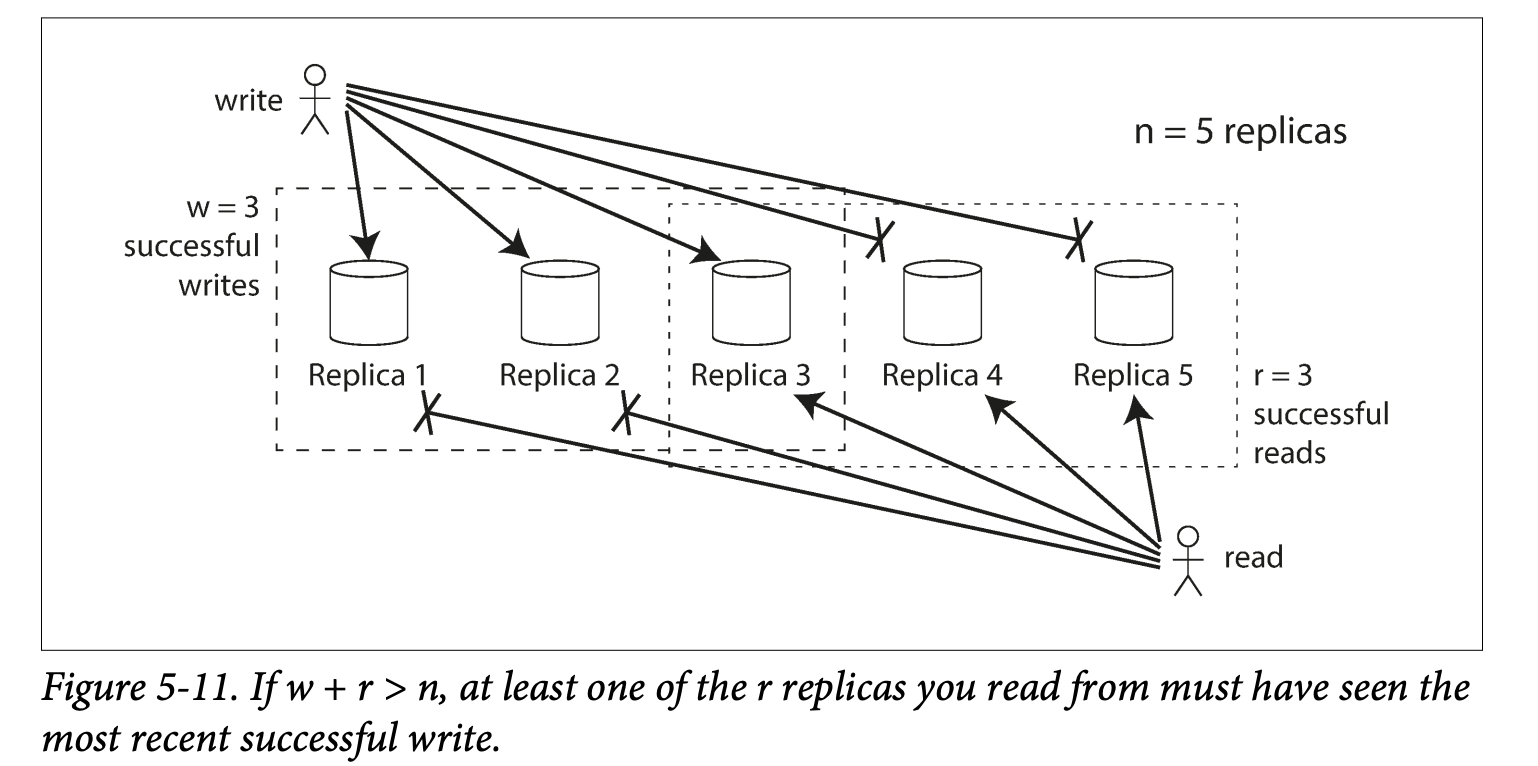 write
n = 5 replicas
w = 3
successful
writes
Replica 1
Replica 2
Replica 3
Replica 4
Replica 5
r = 3
successful
reads
read
Figure 5-11. If w + r > n, at least one of the r replicas you read from must have seen the
most recent successful write.